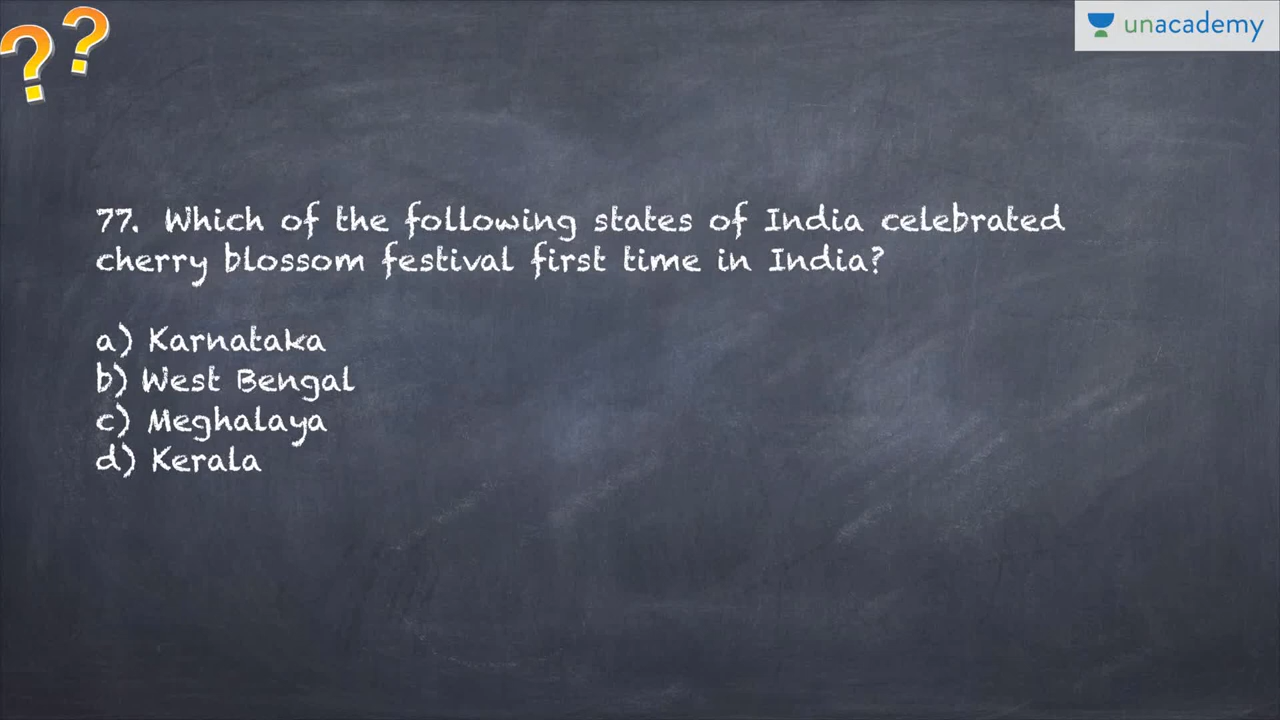 ? ?
unacademy
77. Which of the following states of India celebrated
cherry blossom festival first time in India?
a) Karnataka
b) West Bengal
c) Meghalaya
d) Kerala